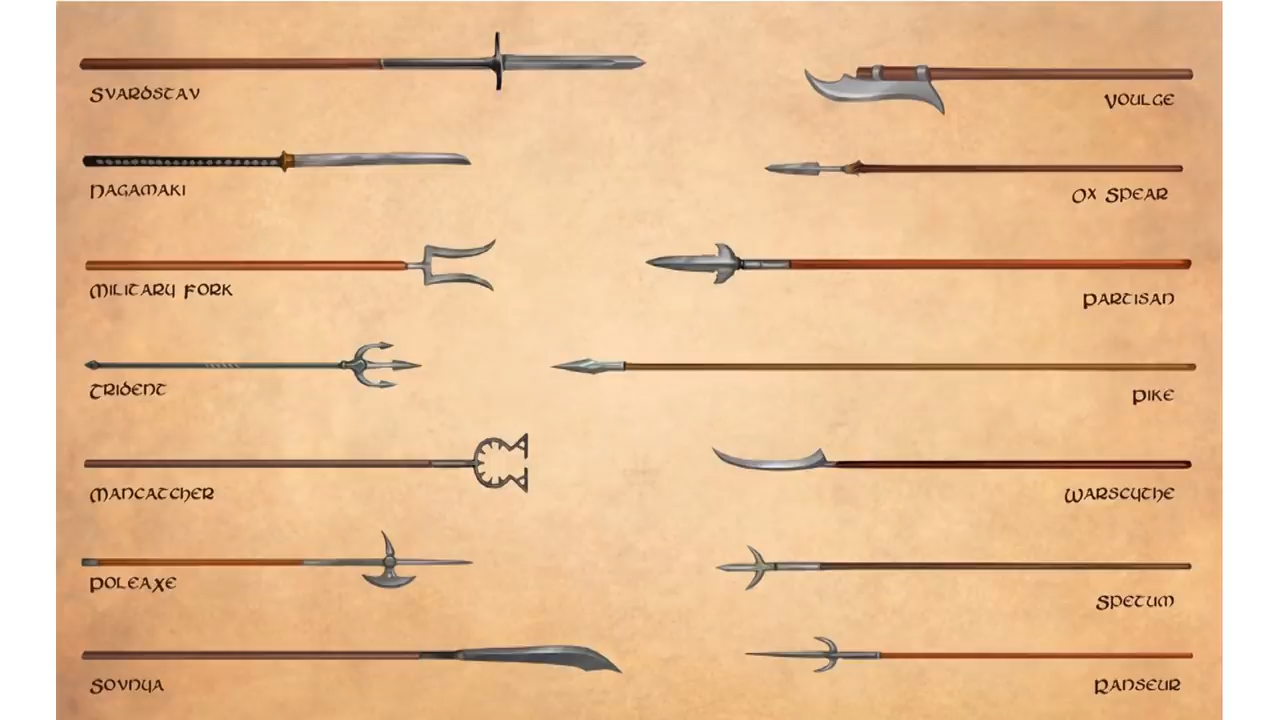 Svardstav
Voulge
Nagamaki
Ox Spear
Military Fork
Partisan
Trident
Pike
Mancatcher
Warscythe
Poleaxe
Spetum
Sovnya
Ranseur